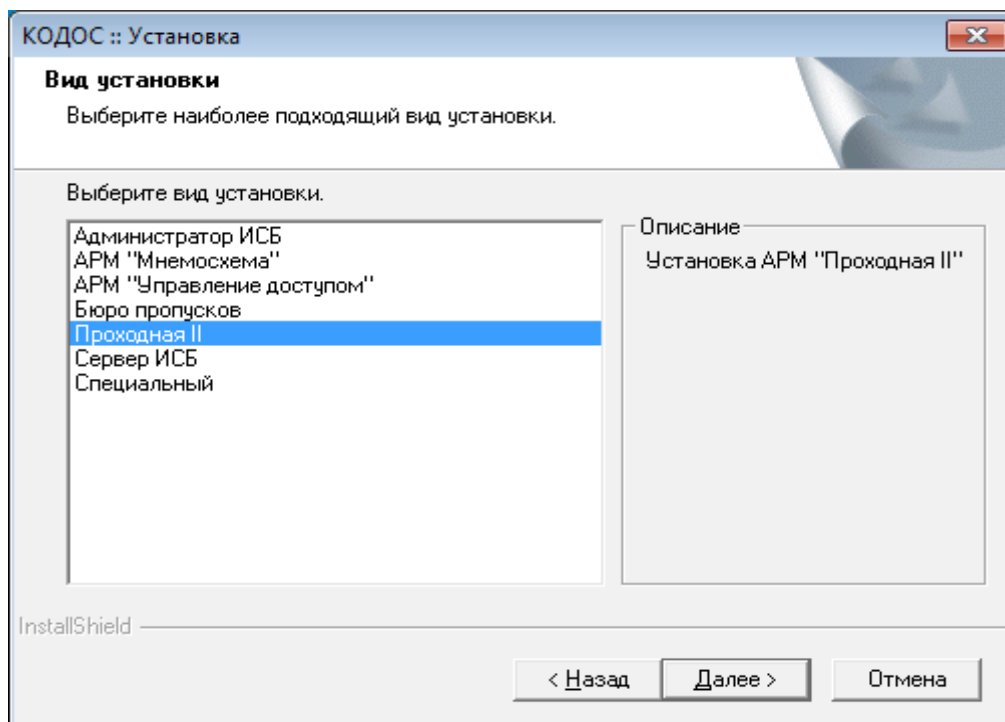 КОДОС :: Установка
Вид установки
Выберите наиболее подходящий вид установки.
Выберите вид установки.
Администратор ИСБ
АРМ "Мнемосхема"
АРМ "Управление доступом"
Бюро пропусков
Проходная II
Сервер ИСБ
Специальный
Описание
Установка АРМ "Проходная II"
InstallShield
< Назад
Далее >
Отмена